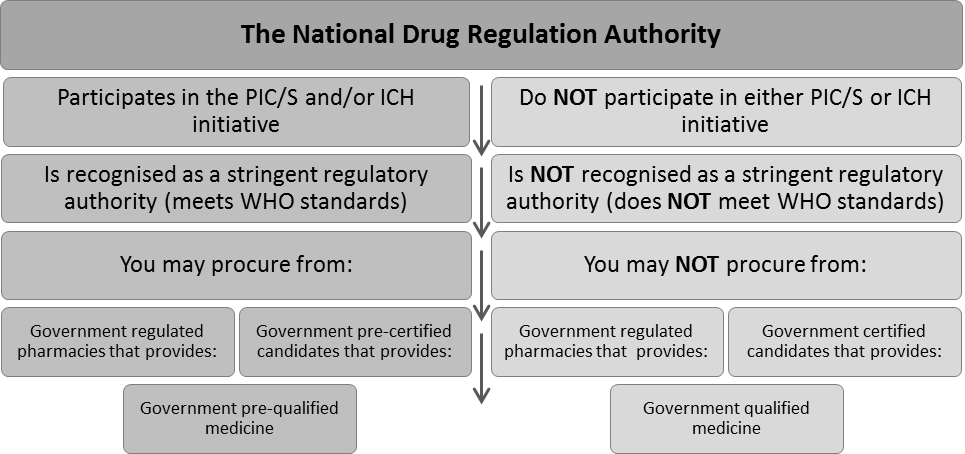 The National Drug Regulation Authority
Participates in the PIC/S and/or ICH
initiative
Do NOT participate in either PIC/S or ICH
initiative
Is recognised as a stringent regulatory
authority (meets WHO standards)
Is NOT recognised as a stringent regulatory
authority (does NOT meet WHO standards)
You may procure from:
You may NOT procure from:
Government regulated
pharmacies that provides:
Government pre-certified
candidates that provides:
Government regulated
pharmacies that provides:
Government certified
candidates that provides:
Government pre-qualified
medicine
Government qualified
medicine